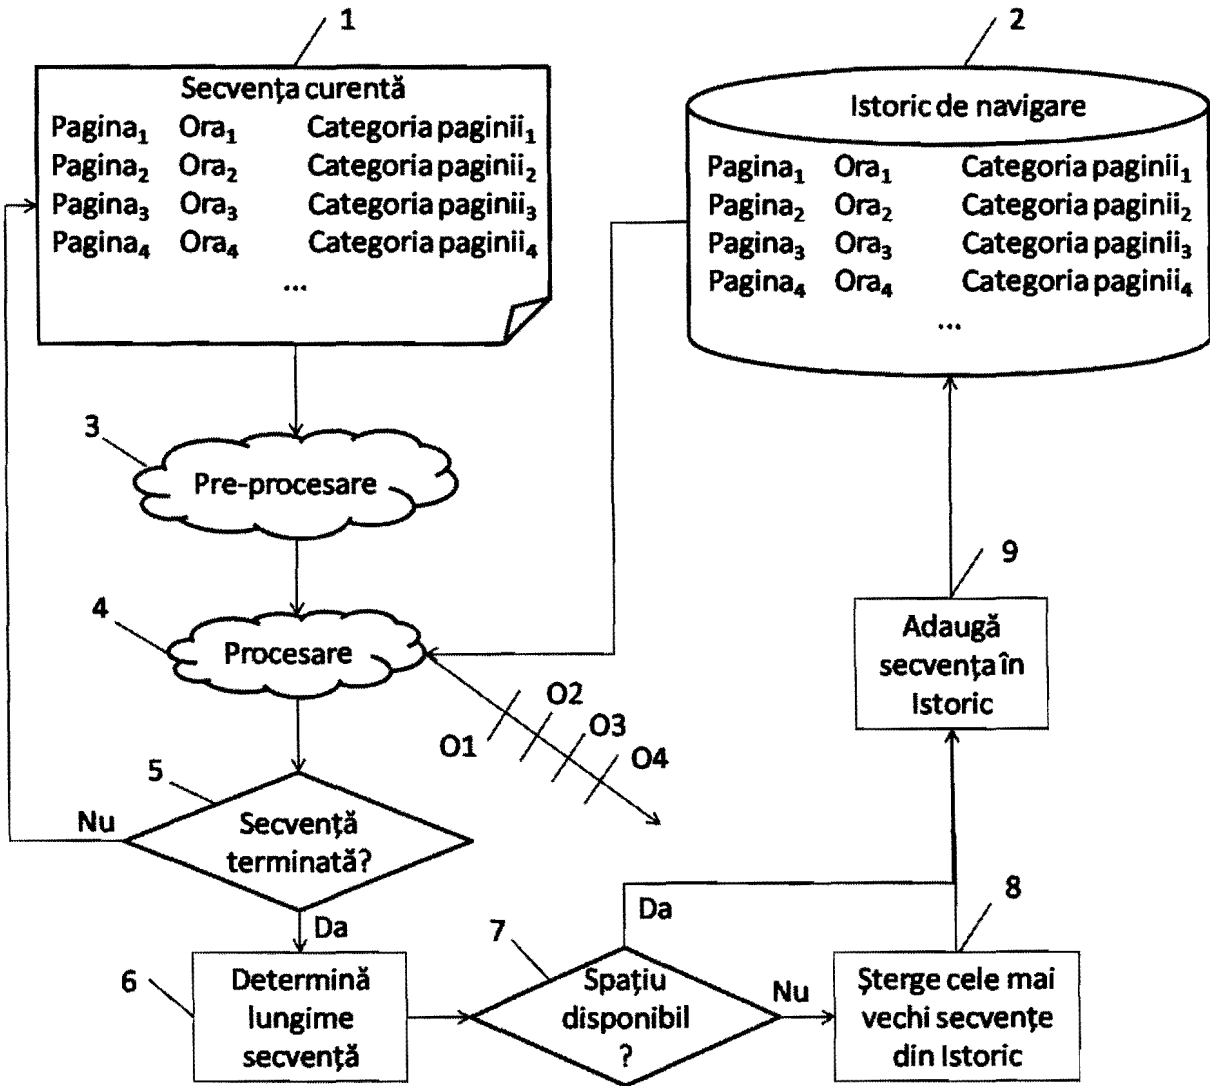 1
Secvența curentă
Pagina₁ Ora₁ Categoria paginii₁
Pagina₂ Ora₂ Categoria paginii₂
Pagina₃ Ora₃ Categoria paginii₃
Pagina₄ Ora₄ Categoria paginii₄
...
2
Istoric de navigare
Pagina₁ Ora₁ Categoria paginii₁
Pagina₂ Ora₂ Categoria paginii₂
Pagina₃ Ora₃ Categoria paginii₃
Pagina₄ Ora₄ Categoria paginii₄
...
3
Pre-procesare
4
Procesare
O1
O2
O3
O4
5
Secvență
terminată?
Nu
Da
6
Determină
lungime
secvență
7
Spațiu
disponibil
?
Da
Nu
8
Șterge cele mai
vechi secvențe
din Istoric
9
Adaugă
secvența în
Istoric